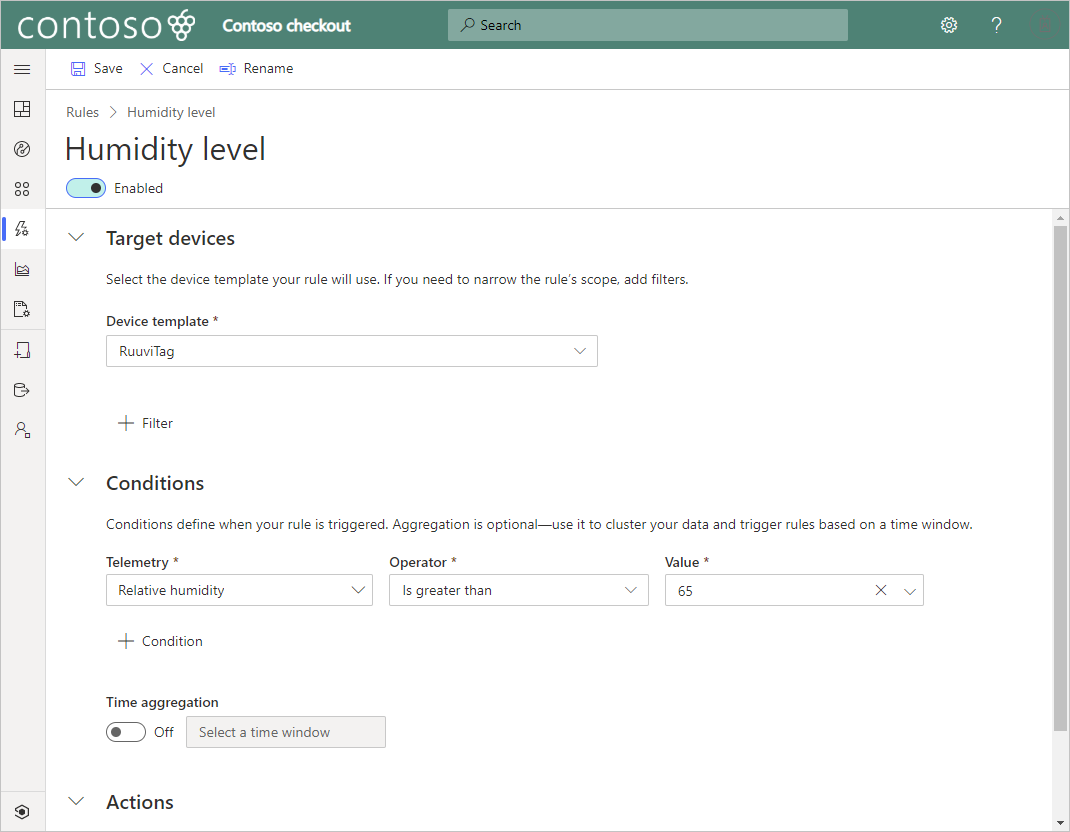 contoso Contoso checkout Search ?
Save Cancel Rename
Rules > Humidity level
Humidity level
Enabled
Target devices
Select the device template your rule will use. If you need to narrow the rule's scope, add filters.
Device template *
RuuviTag
Filter
Conditions
Conditions define when your rule is triggered. Aggregation is optional—use it to cluster your data and trigger rules based on a time window.
Telemetry * Operator * Value *
Relative humidity Is greater than 65
Condition
Time aggregation
Off Select a time window
Actions